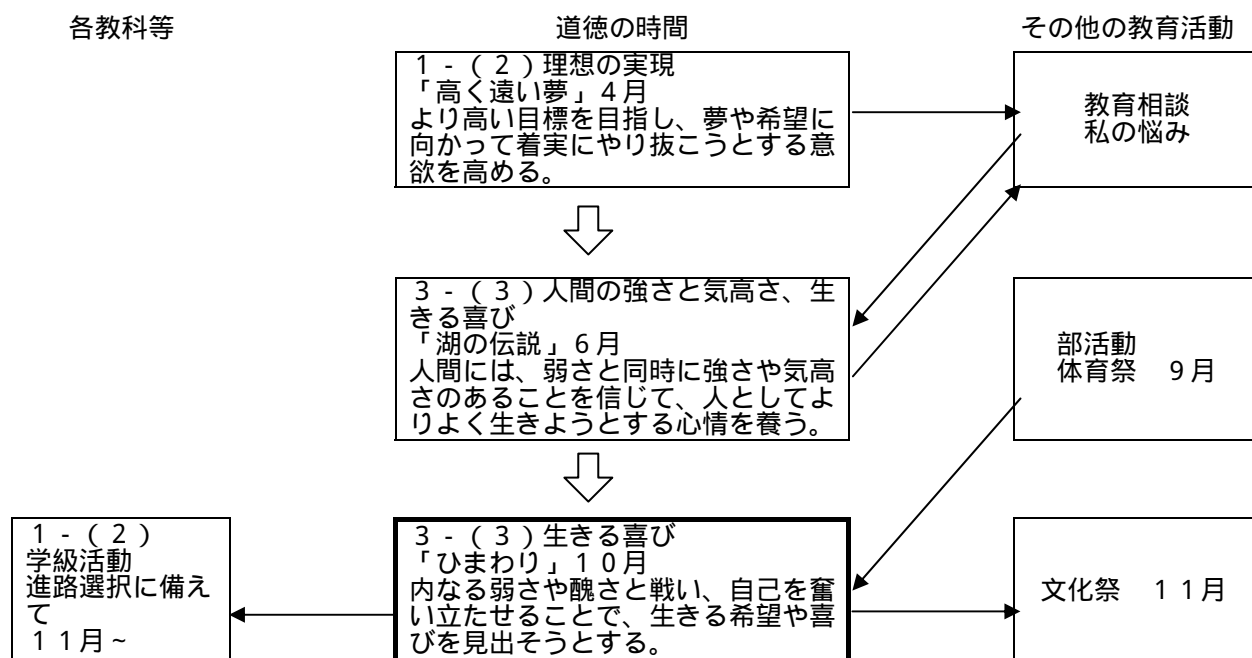 各教科等
道徳の時間
その他の教育活動
1-(2)理想の実現
「高く遠い夢」4月
より高い目標を目指し、夢や希望に
向かって着実にやり抜こうとする意
欲を高める。
教育相談
私の悩み
3-(3)人間の強さと気高さ、生
きる喜び
「湖の伝説」6月
人間には、弱さと同時に強さや気高
さのあることを信じて、人としてよ
りよく生きようとする心情を養う。
部活動
体育祭 9月
1-(2)
学級活動
進路選択に備え
て
11月~
3-(3)生きる喜び
「ひまわり」10月
内なる弱さや醜さと戦い、自己を奮
い立たせることで、生きる希望や喜
びを見出そうとする。
文化祭 11月